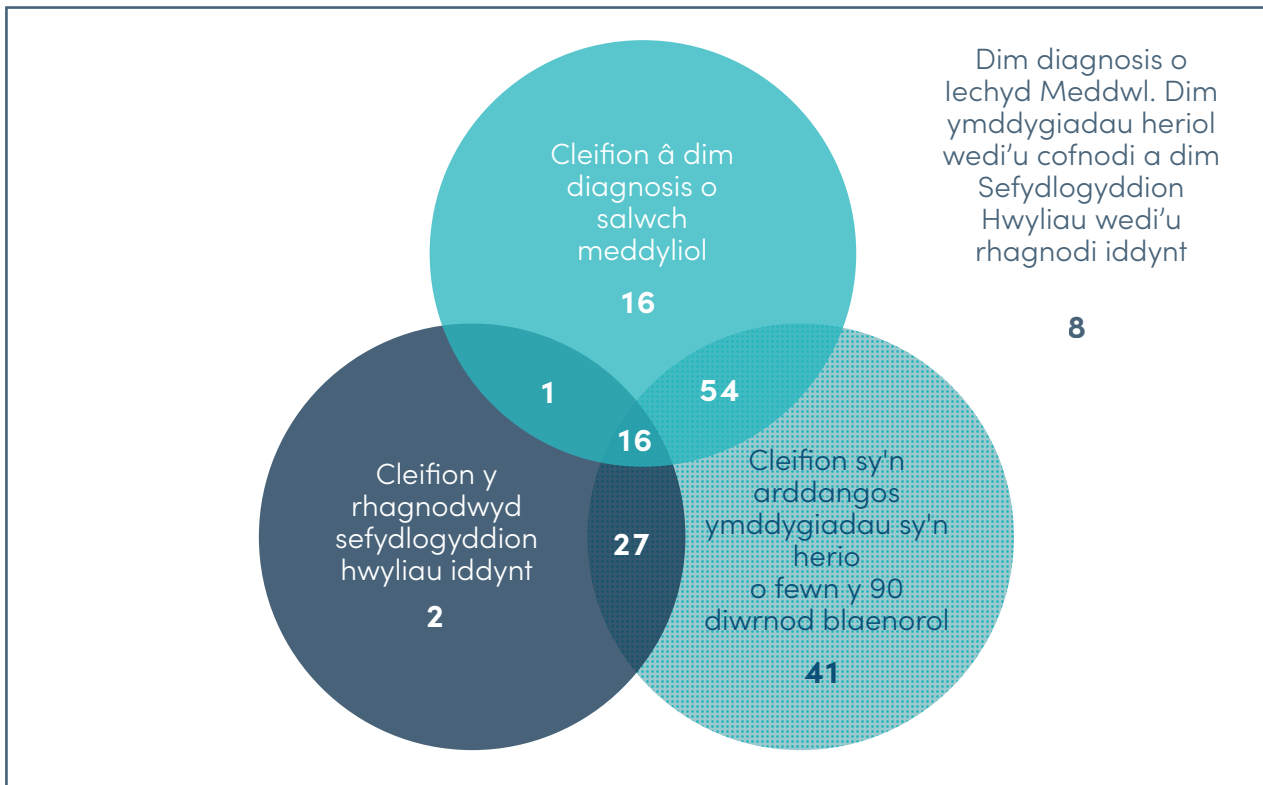 Cleifion â dim
diagnosis o
salwch
meddyliol
16
Dim diagnosis o
Iechyd Meddwl. Dim
ymddygiadau heriol
wedi'u cofnodi a dim
Sefydlogyddion
Hwyliau wedi'u
rhagnodi iddynt
8
1
54
16
27
Cleifion y
rhagnodwyd
sefydlogyddion
hwyliau iddynt
2
Cleifion sy'n
arddangos
ymddygiadau sy'n
herio
o fewn y 90
diwrnod blaenorol
41